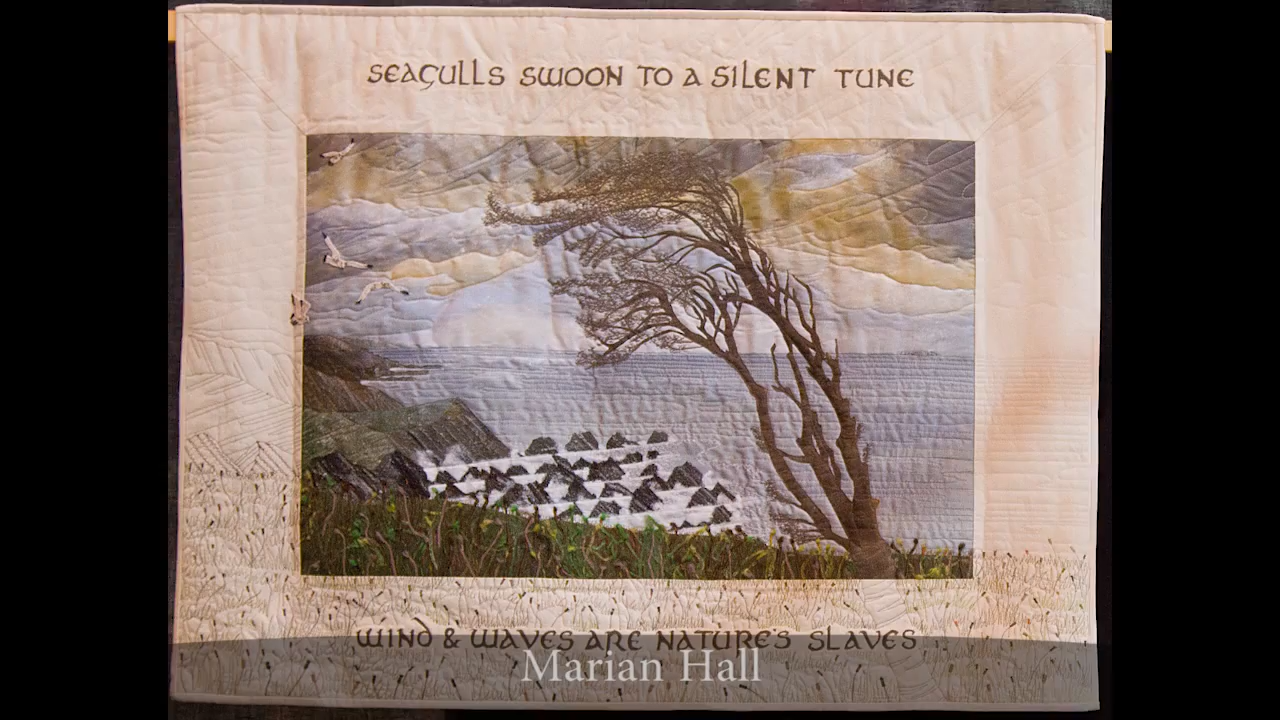 SEAGULLS SWOON TO A SILENT TUNE
WIND & WAVES ARE NATURE'S SLAVES
Marian Hall